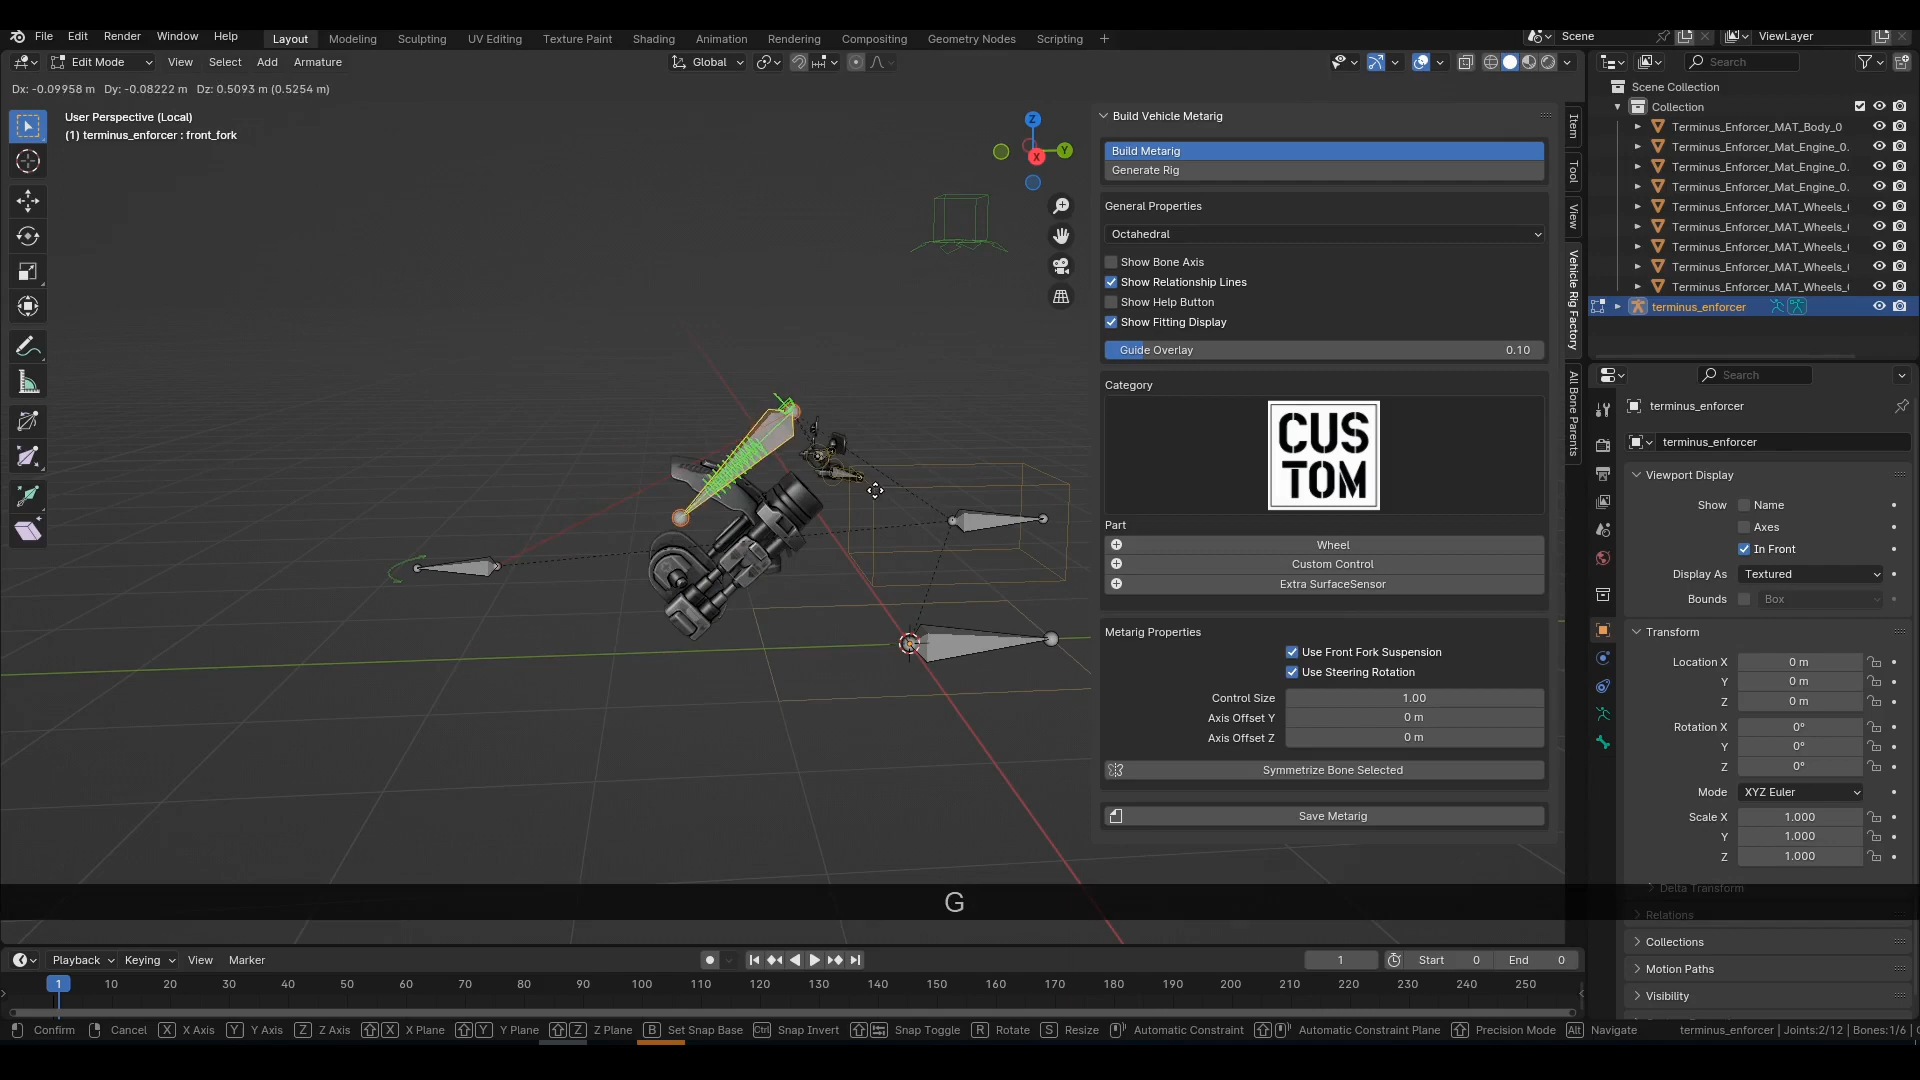 File Edit Render Window Help Layout Modeling Sculpting UV Editing Texture Paint Shading Animation Rendering Compositing Geometry Nodes Scripting + Scene ViewLayer
Edit Mode View Select Add Armature Global Search
Dx: -0.09958 m Dy: -0.08222 m Dz: 0.5093 m (0.5254 m)
User Perspective (Local)
(1) terminus_enforcer : front_fork
Z
Y
X
Build Vehicle Metarig
Build Metarig
Generate Rig
General Properties
Octahedral
Show Bone Axis
Show Relationship Lines
Show Help Button
Show Fitting Display
Guide Overlay 0.10
Category
CUS
TOM
Part
Wheel
Custom Control
Extra SurfaceSensor
Metarig Properties
Use Front Fork Suspension
Use Steering Rotation
Control Size 1.00
Axis Offset Y 0 m
Axis Offset Z 0 m
Symmetrize Bone Selected
Save Metarig
Item
Tool
View
Vehicle Rig Factory
All Bone Parents
Scene Collection
Collection
Terminus_Enforcer_MAT_Body_0
Terminus_Enforcer_Mat_Engine_0.
Terminus_Enforcer_Mat_Engine_0.
Terminus_Enforcer_Mat_Engine_0.
Terminus_Enforcer_MAT_Wheels_
Terminus_Enforcer_MAT_Wheels_
Terminus_Enforcer_MAT_Wheels_
Terminus_Enforcer_MAT_Wheels_
Terminus_Enforcer_MAT_Wheels_
terminus_enforcer
Search
terminus_enforcer
terminus_enforcer
Viewport Display
Show Name
Axes
In Front
Display As Textured
Bounds Box
Transform
Location X 0 m
Y 0 m
Z 0 m
Rotation X 0°
Y 0°
Z 0°
Mode XYZ Euler
Scale X 1.000
Y 1.000
Z 1.000
Delta Transform
Relations
Collections
Motion Paths
Visibility
G
Playback Keying View Marker 1 Start 0 End 0
1 10 20 30 40 50 60 70 80 90 100 110 120 130 140 150 160 170 180 190 200 210 220 230 240 250
Confirm Cancel X X Axis Y Y Axis Z Z Axis X X Plane Y Y Plane Z Z Plane B Set Snap Base Ctrl Snap Invert Snap Toggle R Rotate S Resize Automatic Constraint Automatic Constraint Plane Precision Mode Alt Navigate terminus_enforcer | Joints:2/12 | Bones:1/6 |